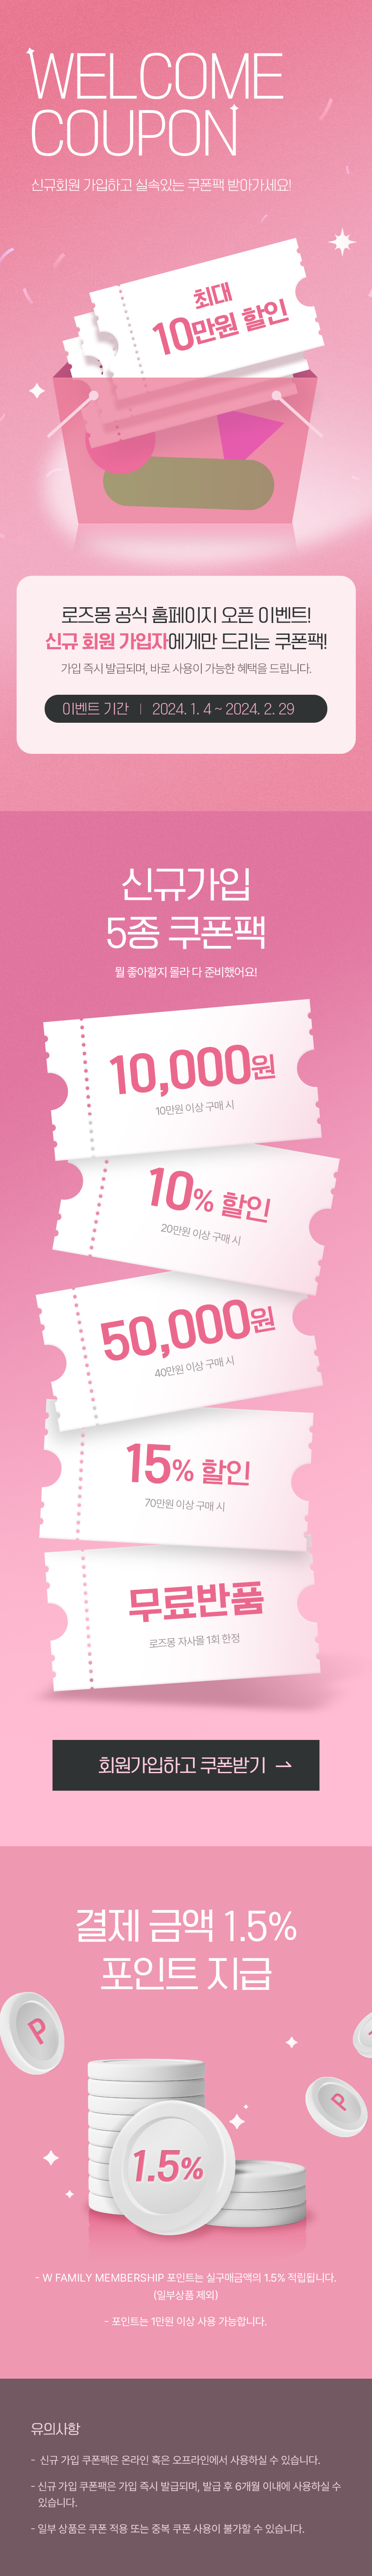 WELCOME
COUPON
신규회원 가입하고 실속있는 쿠폰팩 받아가세요!
최대
10만원 할인
로즈몽 공식 홈페이지 오픈 이벤트!
신규 회원 가입자에게만 드리는 쿠폰팩!
가입 즉시 발급되며, 바로 사용이 가능한 혜택을 드립니다.
이벤트 기간 | 2024. 1. 4 ~ 2024. 2. 29
신규가입
5종 쿠폰팩
뭘 좋아할지 몰라 다 준비했어요!
10,000원
10만원 이상 구매 시
10% 할인
20만원 이상 구매 시
50,000원
40만원 이상 구매 시
15% 할인
70만원 이상 구매 시
무료반품
로즈몽 자사몰 1회 한정
회원가입하고 쿠폰받기 →
결제 금액 1.5%
포인트 지급
P
P
1.5%
- W FAMILY MEMBERSHIP 포인트는 실구매금액의 1.5% 적립됩니다.
(일부상품 제외)
- 포인트는 1만원 이상 사용 가능합니다.
유의사항
- 신규 가입 쿠폰팩은 온라인 혹은 오프라인에서 사용하실 수 있습니다.
- 신규 가입 쿠폰팩은 가입 즉시 발급되며, 발급 후 6개월 이내에 사용하실 수
있습니다.
- 일부 상품은 쿠폰 적용 또는 중복 쿠폰 사용이 불가할 수 있습니다.